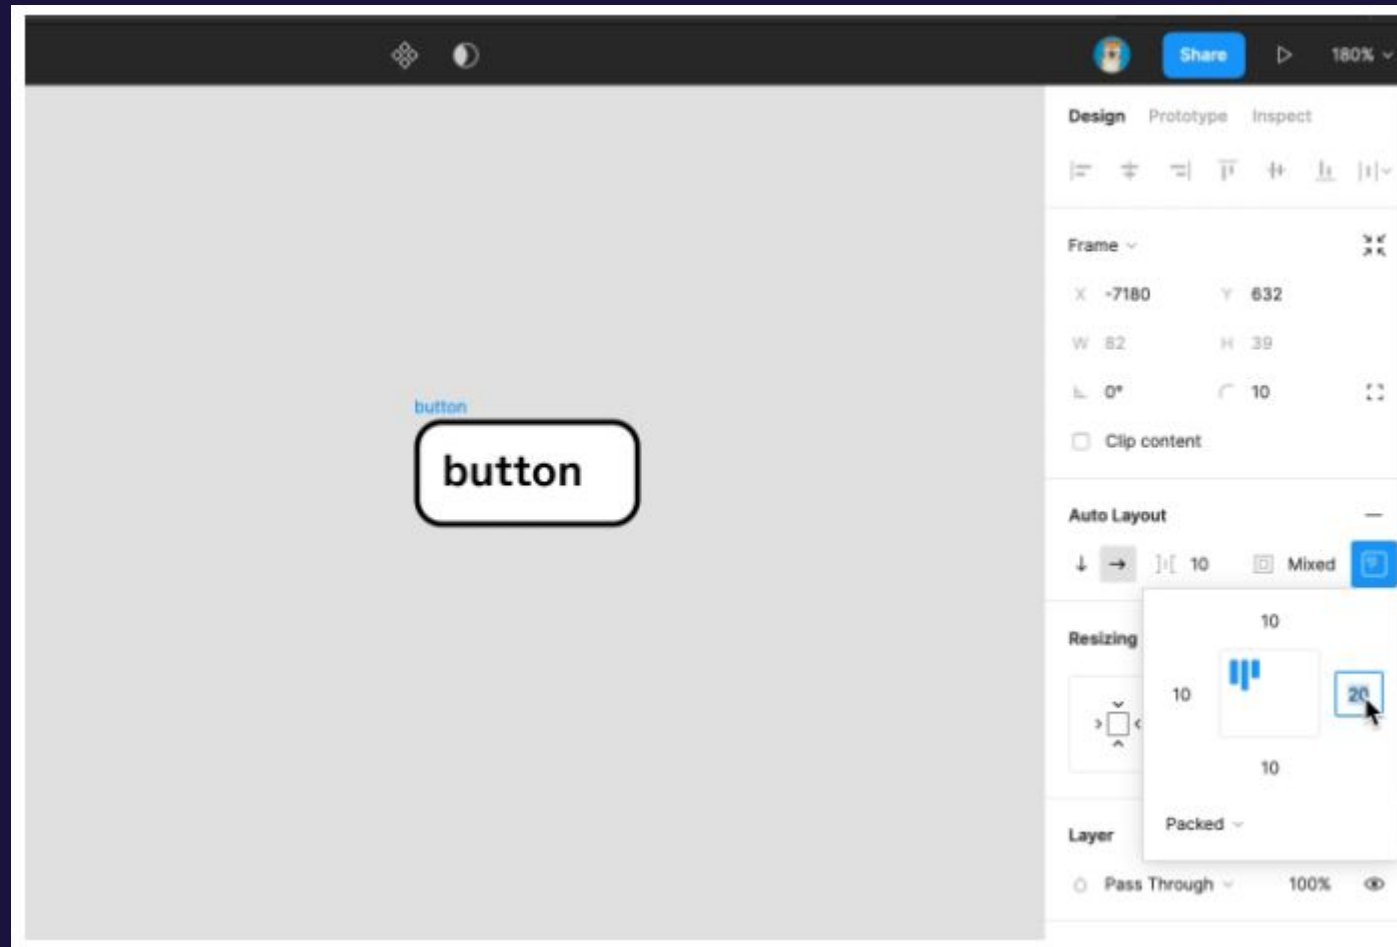 Share 180%
Design Prototype Inspect
Frame
X -7180 Y 632
W 82 H 39
0° 10
Clip content
button
button
Auto Layout
10 Mixed
10
Resizing
10 20
10
Packed
Layer
Pass Through 100%